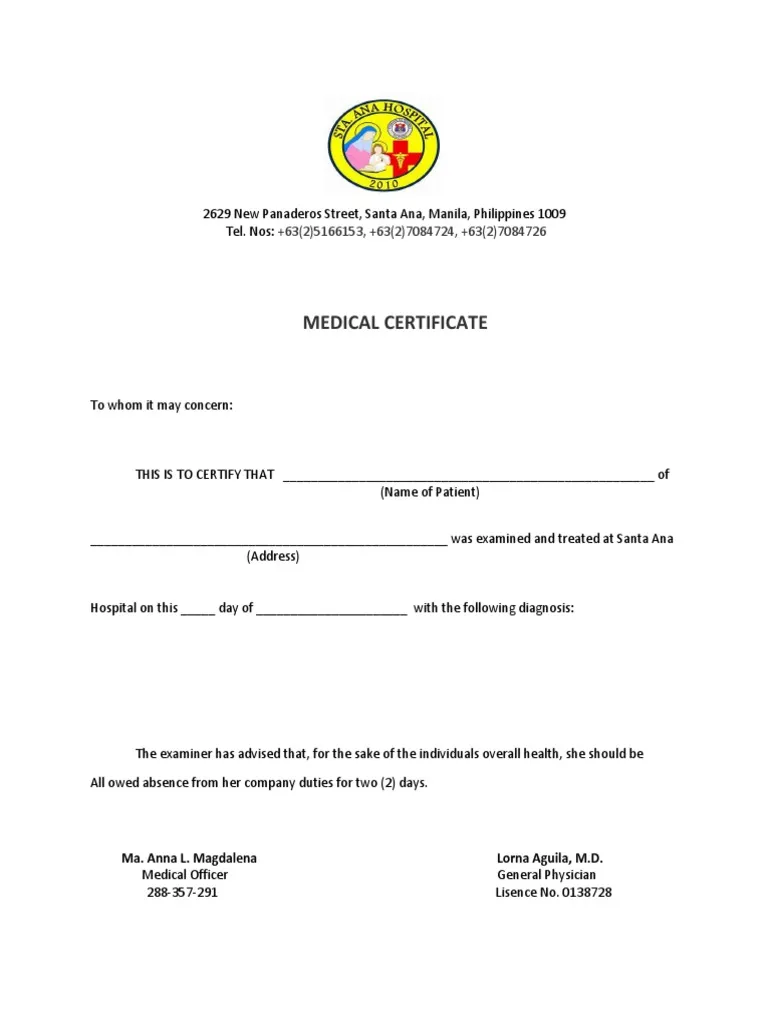 STA. ANA HOSPITAL
2010
2629 New Panaderos Street, Santa Ana, Manila, Philippines 1009
Tel. Nos: +63(2)5166153, +63(2)7084724, +63(2)7084726
MEDICAL CERTIFICATE
To whom it may concern:
THIS IS TO CERTIFY THAT ______________________________________________________ of
(Name of Patient)
____________________________________________________ was examined and treated at Santa Ana
(Address)
Hospital on this _____ day of ______________________ with the following diagnosis:
The examiner has advised that, for the sake of the individuals overall health, she should be
All owed absence from her company duties for two (2) days.
Ma. Anna L. Magdalena Lorna Aguila, M.D.
Medical Officer General Physician
288-357-291 Lisence No. 0138728